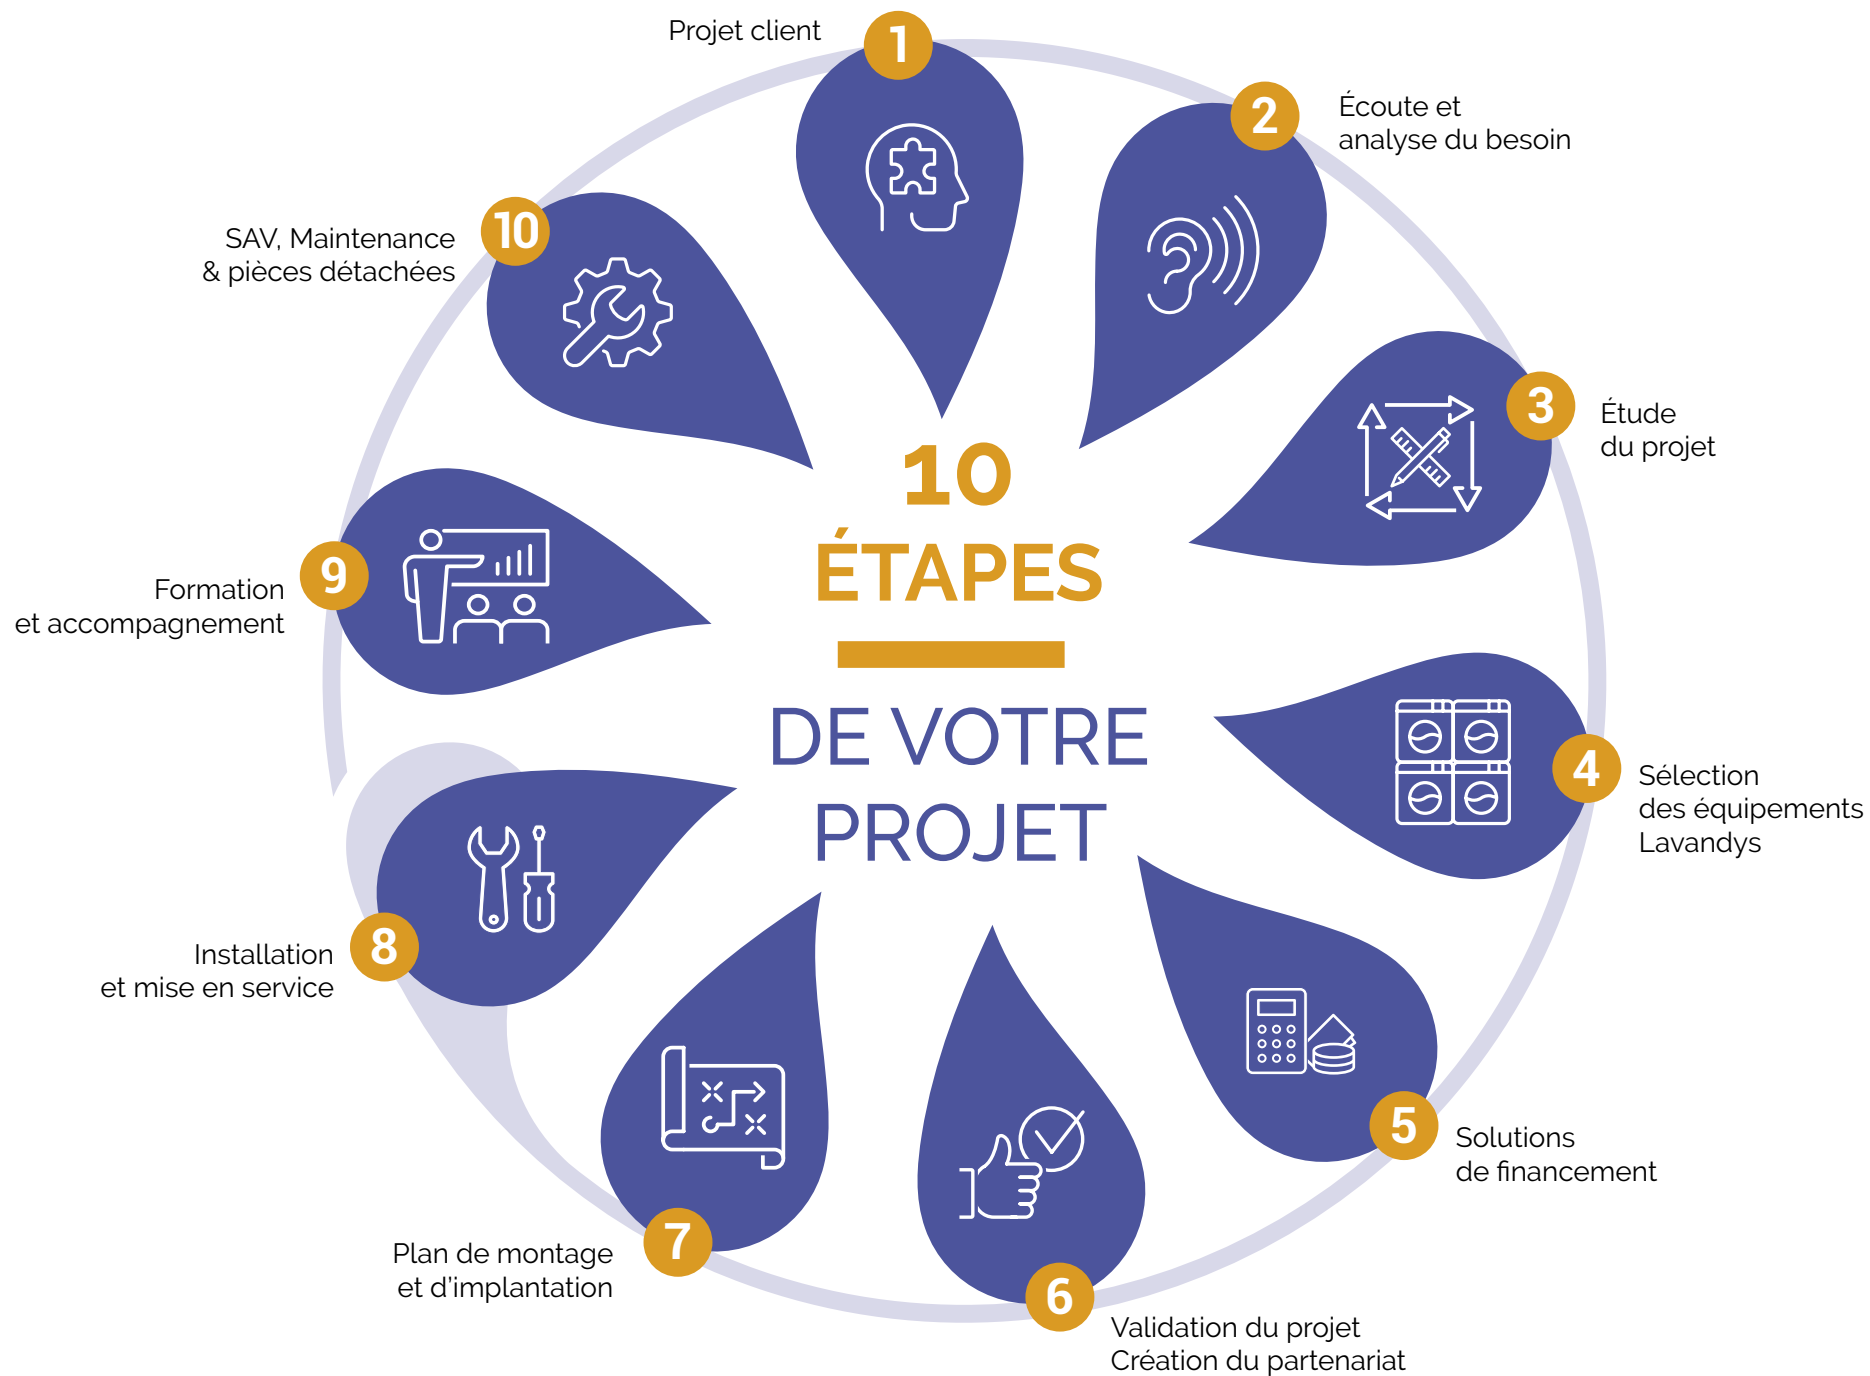 10
ÉTAPES
DE VOTRE
PROJET
1
Projet client
2
Écoute et
analyse du besoin
3
Étude
du projet
4
Sélection
des équipements
Lavandys
5
Solutions
de financement
6
Validation du projet
Création du partenariat
7
Plan de montage
et d'implantation
8
Installation
et mise en service
9
Formation
et accompagnement
10
SAV, Maintenance
& pièces détachées